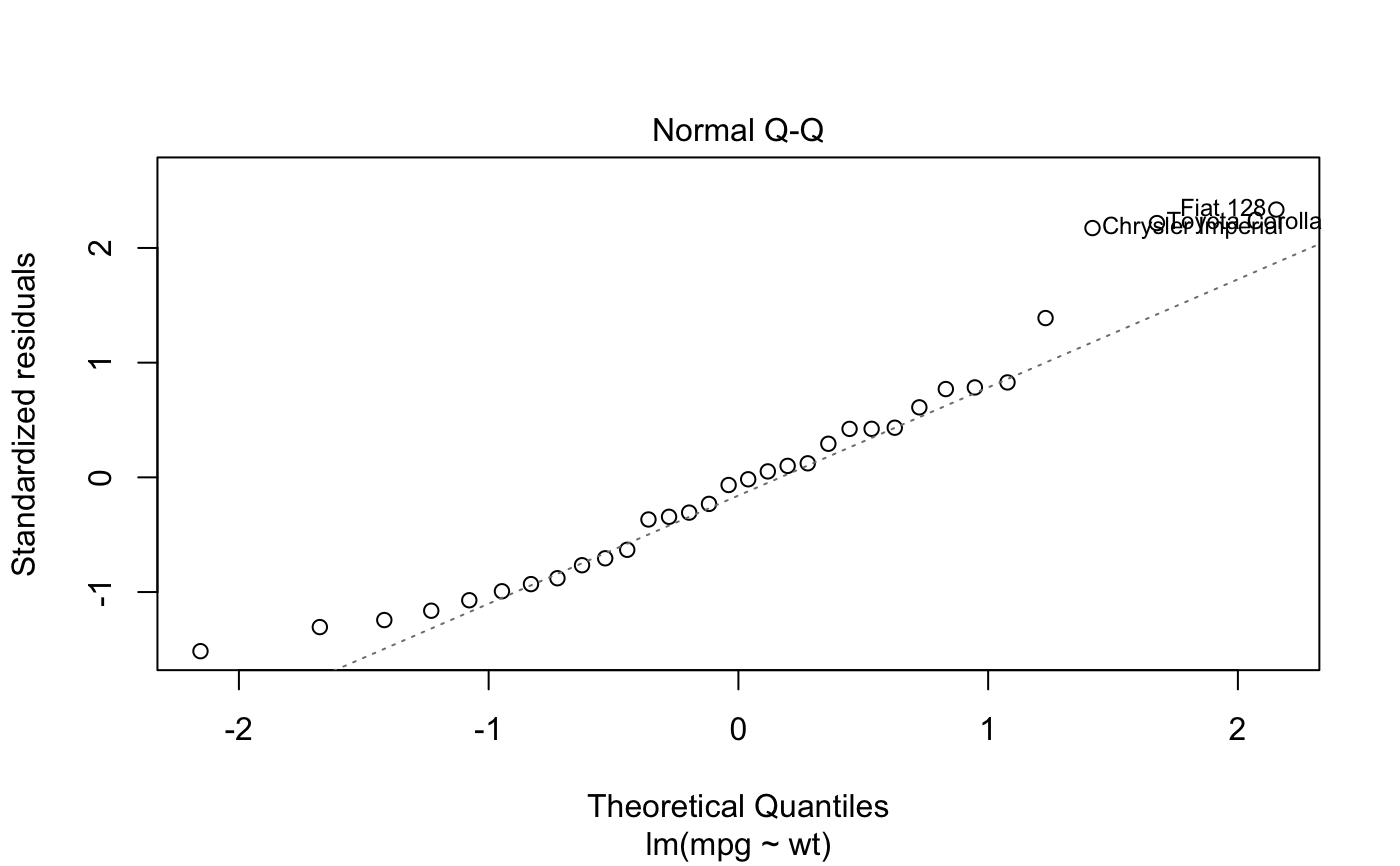 Normal Q-Q
Standardized residuals
2
1
0
-1
Fiat 128
Toyota Corolla
Chrysler Imperial
-2
-1
0
1
2
Theoretical Quantiles
lm(mpg ~ wt)